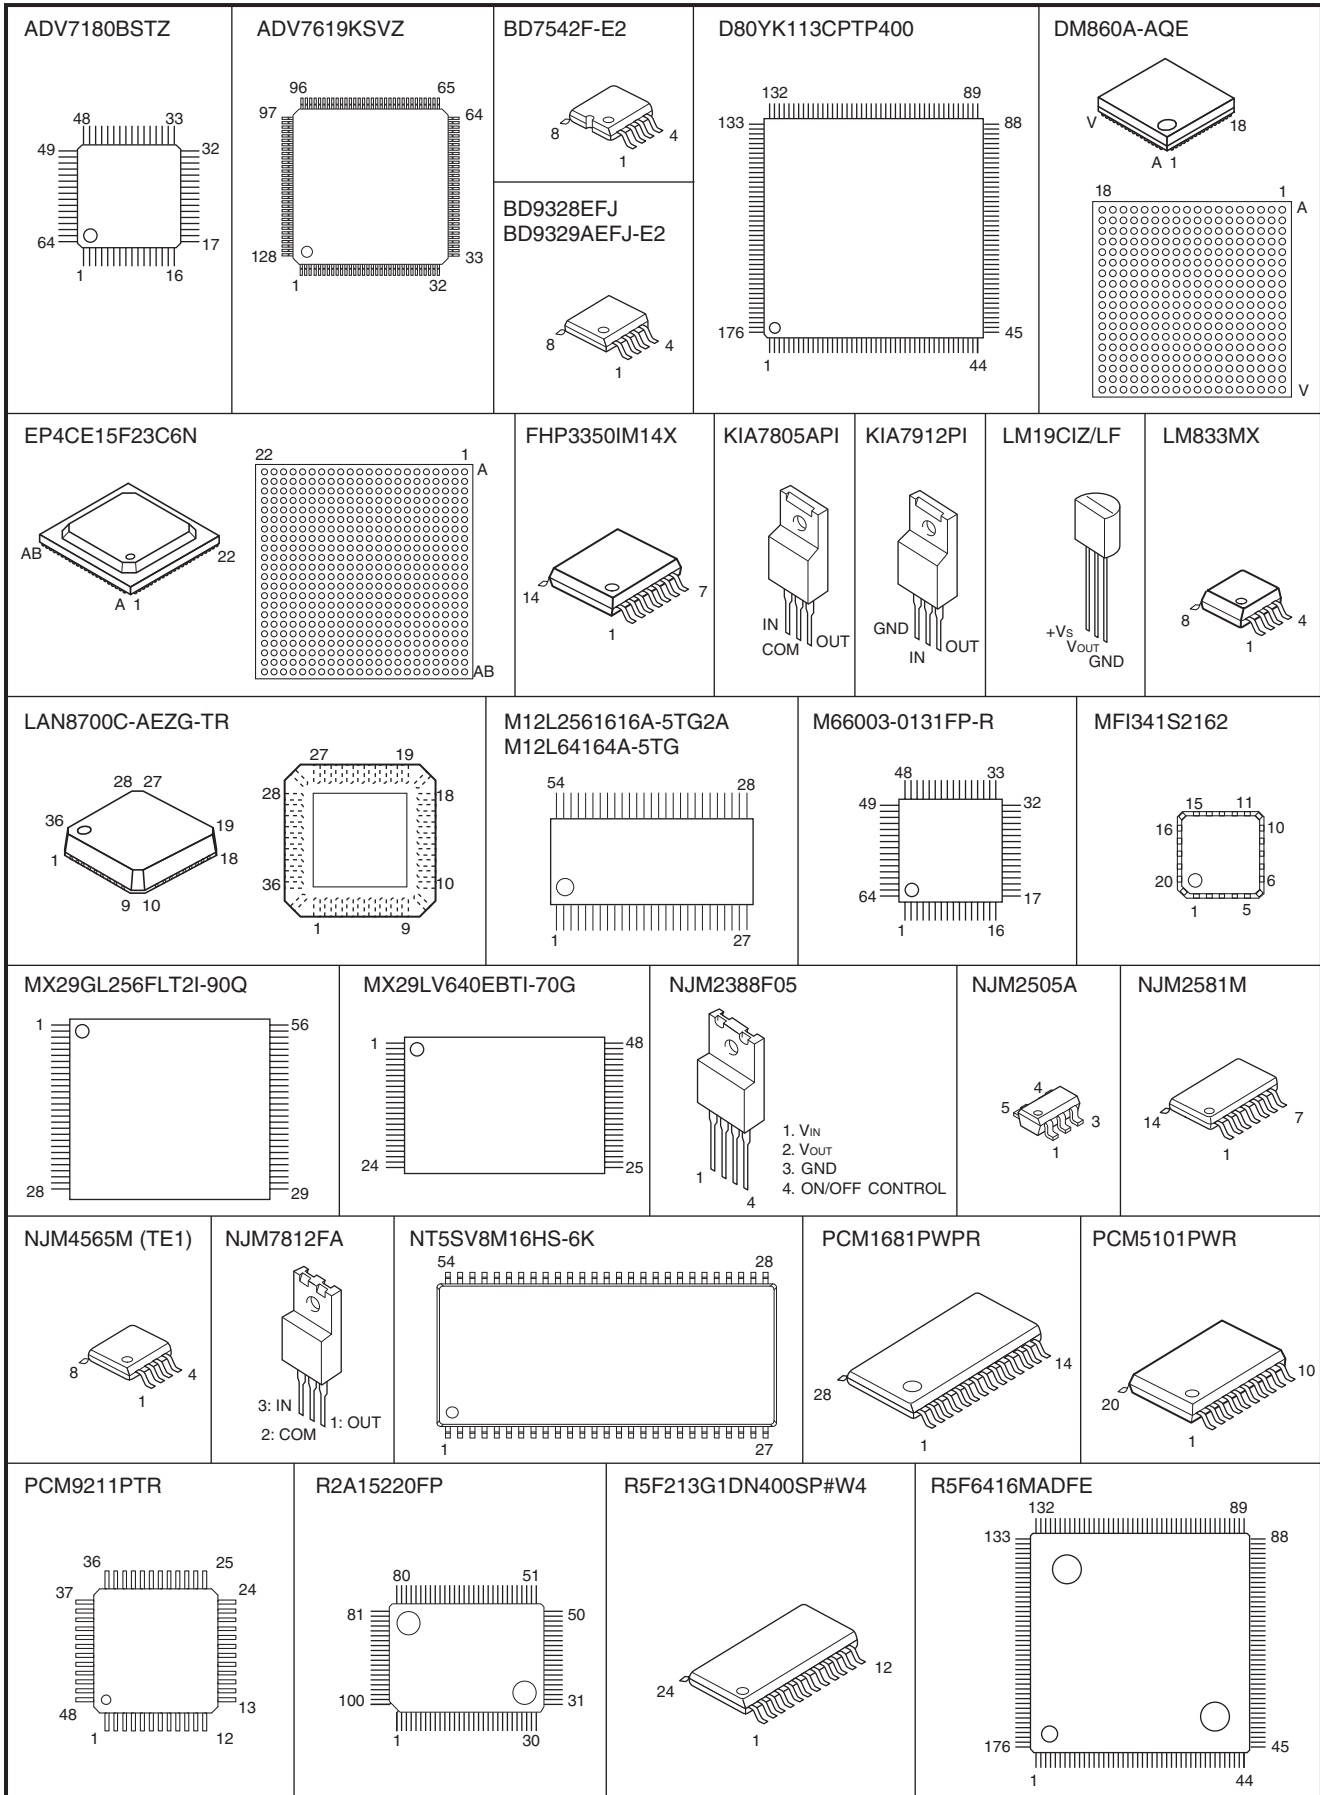 ADV7180BSTZ
48 33
49 32
64 17
1 16
ADV7619KSVZ
96 65
97 64
128 33
1 32
BD7542F-E2
8 4
1
BD9328EFJ
BD9329AEFJ-E2
8 4
1
D80YK113CPTP400
132 89
133 88
176 45
1 44
DM860A-AQE
V 18
A 1
18 1
A
V
EP4CE15F23C6N
AB 22
A 1
22 1
A
AB
FHP3350IM14X
14 7
1
KIA7805API
IN
COM OUT
KIA7912PI
GND
IN OUT
LM19CIZ/LF
+VS
VOUT
GND
LM833MX
8 4
1
LAN8700C-AEZG-TR
28 27
36 19
1 18
9 10
27 19
28 18
36 10
1 9
M12L2561616A-5TG2A
M12L64164A-5TG
54 28
1 27
M66003-0131FP-R
48 33
49 32
64 17
1 16
MFI341S2162
15 11
16 10
20 6
1 5
MX29GL256FLT2I-90Q
1 56
28 29
MX29LV640EBTI-70G
1 48
24 25
NJM2388F05
1
4
1. VIN
2. VOUT
3. GND
4. ON/OFF CONTROL
NJM2505A
4
5 3
1
NJM2581M
14 7
1
NJM4565M (TE1)
8 4
1
NJM7812FA
3: IN
1: OUT
2: COM
NT5SV8M16HS-6K
54 28
1 27
PCM1681PWPR
28 14
1
PCM5101PWR
20 10
1
PCM9211PTR
36 25
37 24
48 13
1 12
R2A15220FP
80 51
81 50
100 31
1 30
R5F213G1DN400SP#W4
24 12
1
R5F6416MADFE
132 89
133 88
176 45
1 44